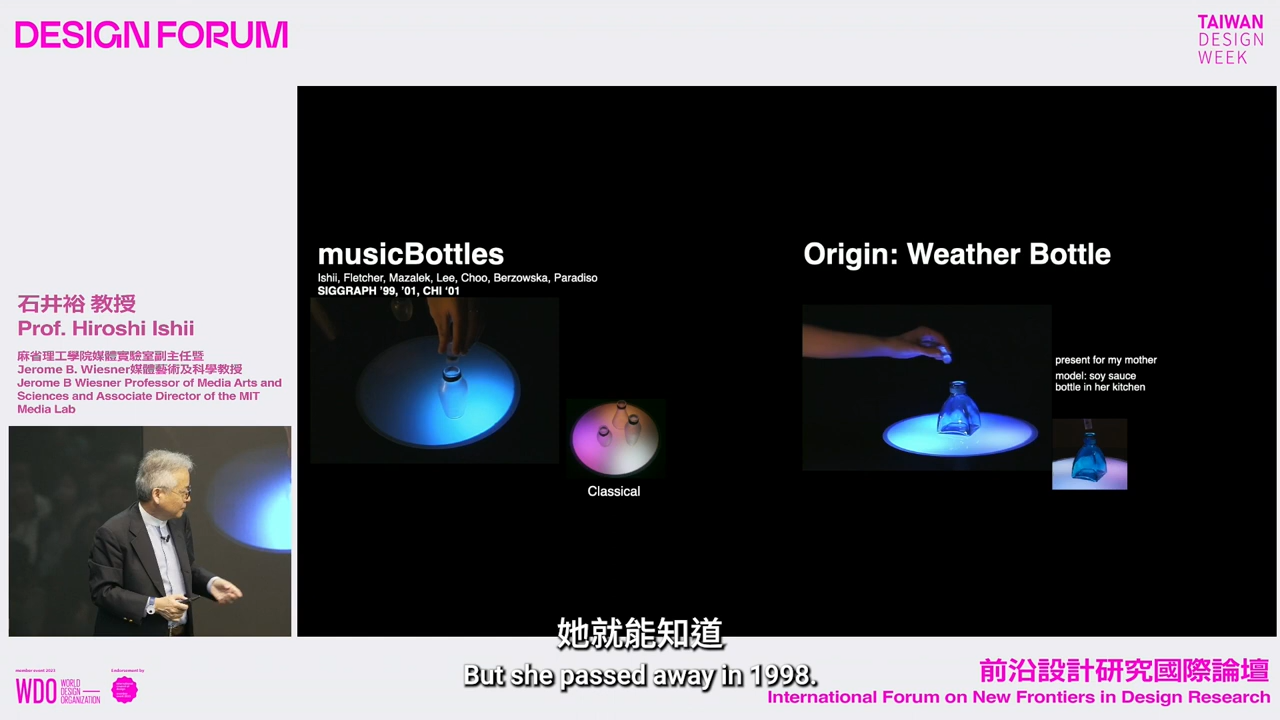 DESIGN FORUM
TAIWAN
DESIGN
WEEK
石井裕 教授
Prof. Hiroshi Ishii
麻省理工學院媒體實驗室副主任暨
Jerome B. Wiesner媒體藝術及科學教授
Jerome B Wiesner Professor of Media Arts and
Sciences and Associate Director of the MIT
Media Lab
musicBottles
Ishii, Fletcher, Mazalek, Lee, Choo, Berzowska, Paradiso
SIGGRAPH '99, '01, CHI '01
Classical
Origin: Weather Bottle
present for my mother
model: soy sauce
bottle in her kitchen
她就能知道
But she passed away in 1998.
member event 2023
WDO WORLD
DESIGN
ORGANIZATION
Endorsement by
前沿設計研究國際論壇
International Forum on New Frontiers in Design Research